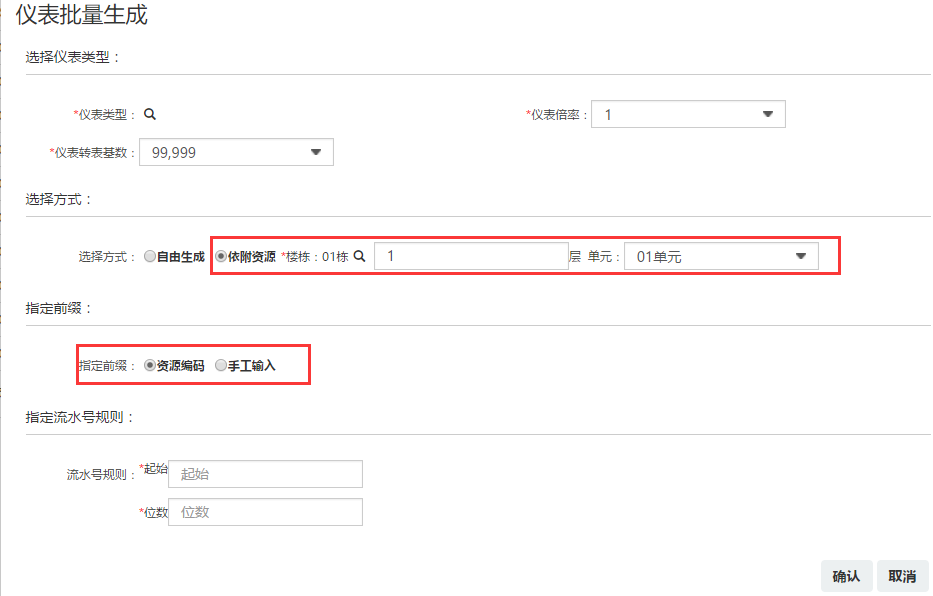 仪表批量生成
选择仪表类型：
*仪表类型： *仪表倍率： 1
*仪表转表基数： 99,999
选择方式：
选择方式： 自由生成 依附资源 *楼栋：01栋 1 层 单元： 01单元
指定前缀：
指定前缀： 资源编码 手工输入
指定流水号规则：
流水号规则： *起始 起始
*位数 位数
确认 取消